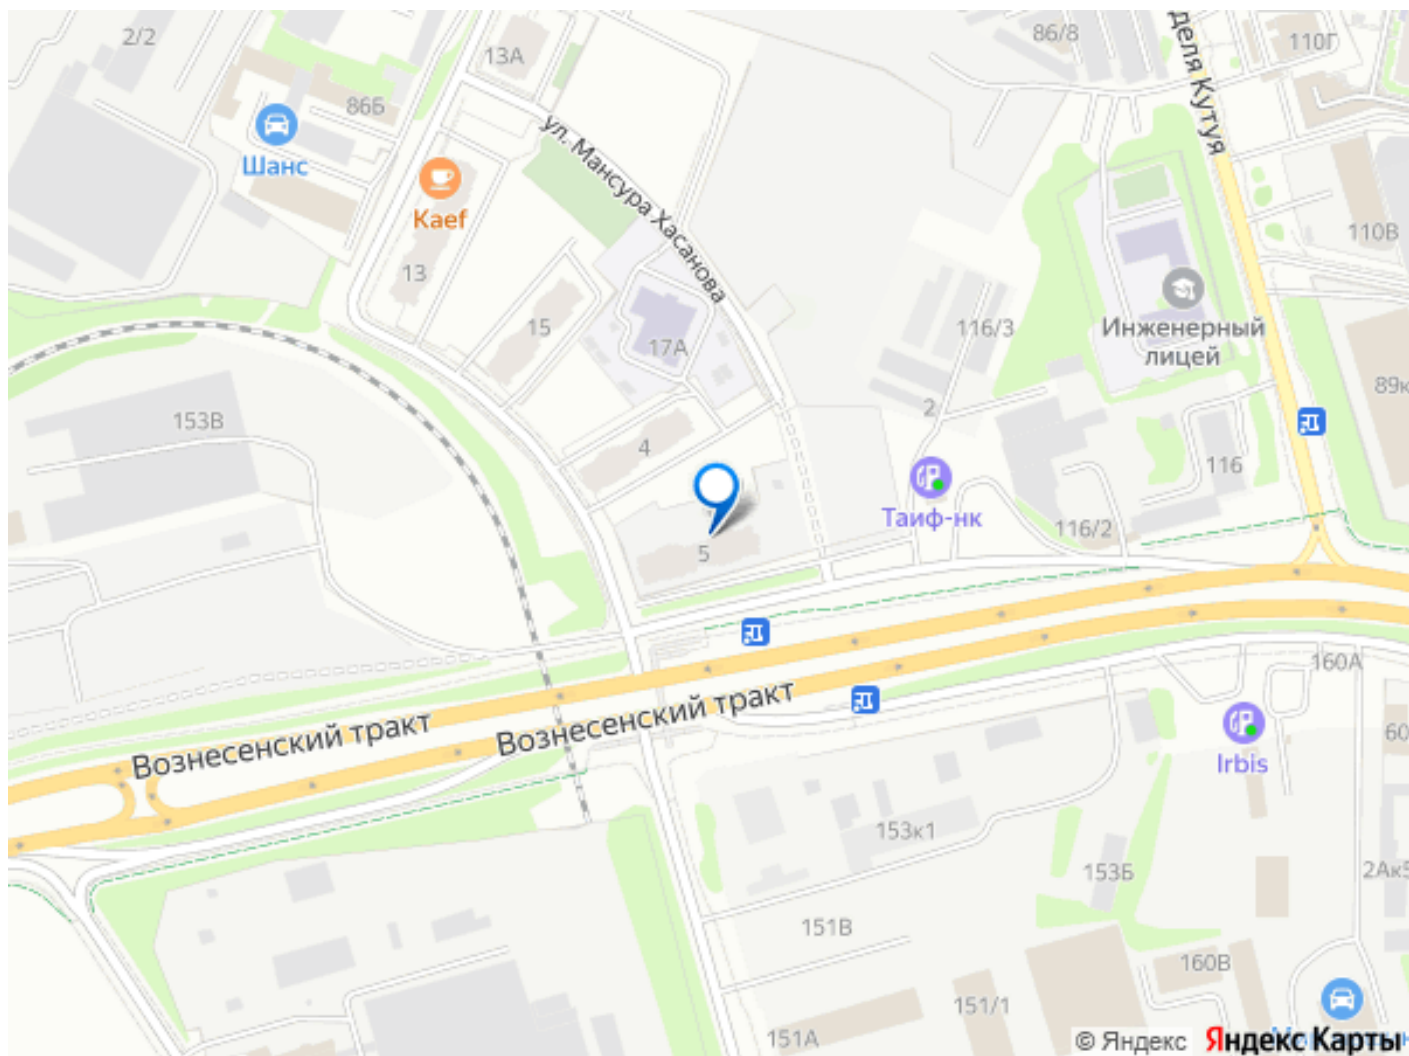 2/2
13А
86/8
110Г
86Б
Шанс
деля Кутуя
ул. Мансура Хасанова
Kaef
110В
13
15
17А
116/3
Инженерный
лицей
89к
153В
2
4
116
Таиф-нк
116/2
5
160А
Вознесенский тракт
Вознесенский тракт
Irbis
60
153к1
153Б
2Ак5
151В
160В
151/1
151А
© Яндекс
Яндекс Карты